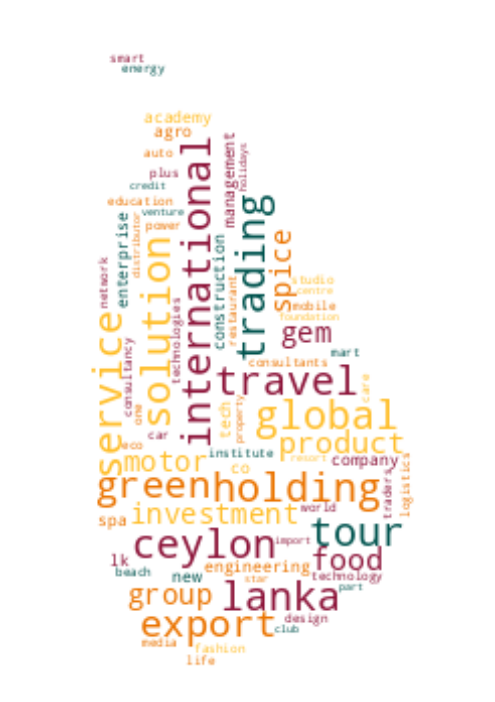 smart
energy
academy
agro
auto
plus
credit
education
venture
power
international
management
holidays
trading
enterprise
distributor
solution
construction
restaurant
spice
network
service
technologies
consultancy
studio
centre
mobile
foundation
gem
mart
consultants
travel
care
one
tech
property
global
car
eco
product
institute
motor
co
resort
company
logistics
traders
green
holding
spa
investment
world
tour
ceylon
import
food
lk
beach
new
engineering
star
technology
part
group
lanka
export
design
club
media
fashion
life